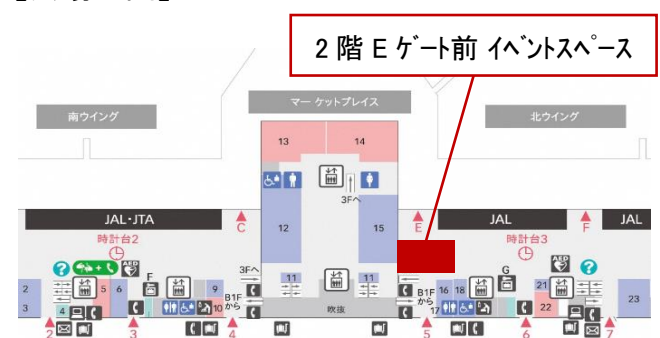 2階Eゲート前 イベントスペース
マーケットプレイス
南ウイング
北ウイング
13
14
3Fへ
12
15
JAL・JTA
C
E
JAL
F
JAL
時計台2
時計台3
?
AED
F
3Fへ
11
11
G
AED
?
2
3
4
5
6
9
10
B1Fから
吹抜
B1Fから
16
17
18
21
22
23
2
3
4
5
6
7